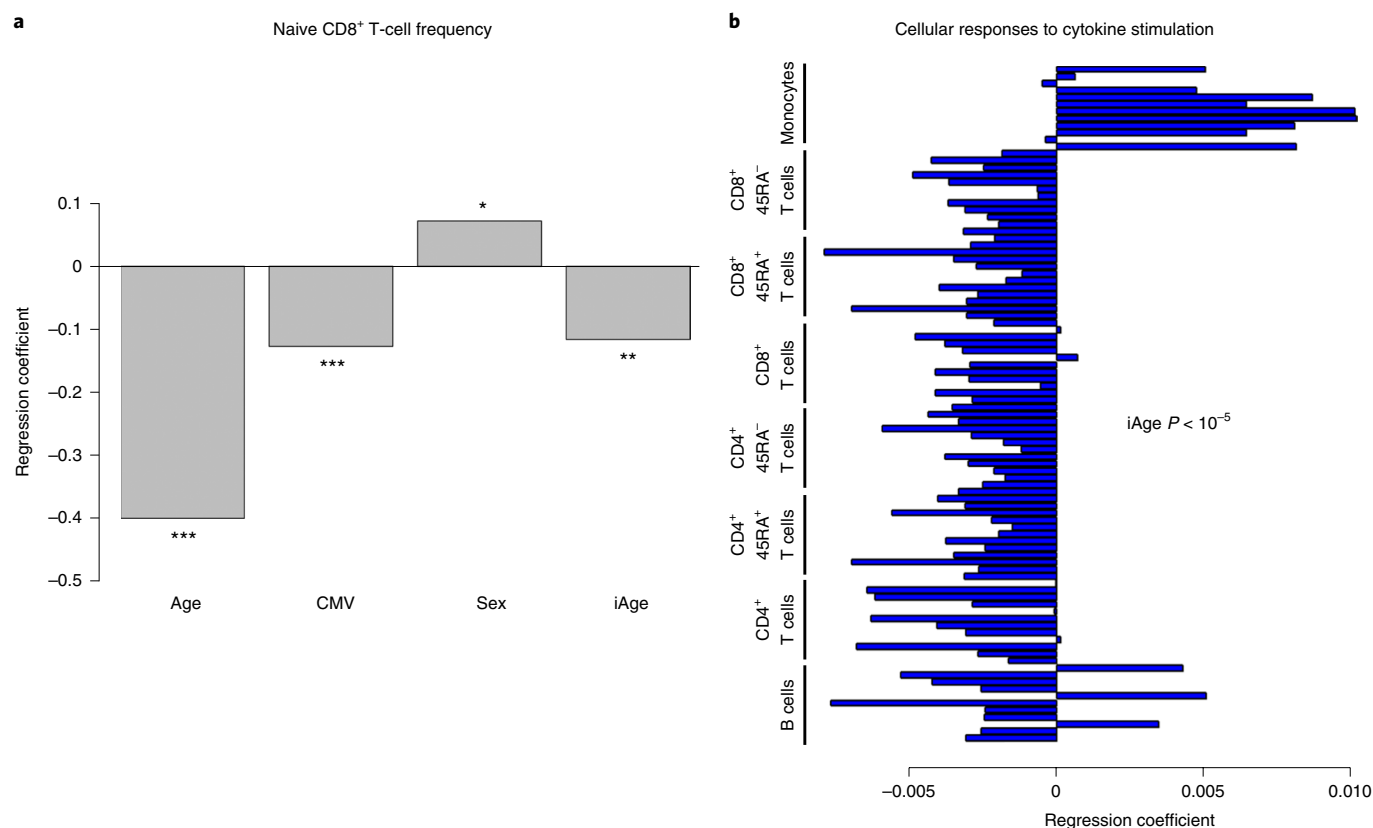 a
Naive CD8⁺ T-cell frequency
0.1
0
–0.1
–0.2
–0.3
–0.4
–0.5
Regression coefficient
***
***
*
**
Age
CMV
Sex
iAge
b
Cellular responses to cytokine stimulation
Monocytes
CD8⁺
45RA⁻
T cells
CD8⁺
45RA⁺
T cells
CD8⁺
T cells
CD4⁺
45RA⁻
T cells
CD4⁺
45RA⁺
T cells
CD4⁺
T cells
B cells
iAge P < 10⁻⁵
–0.005
0
0.005
0.010
Regression coefficient